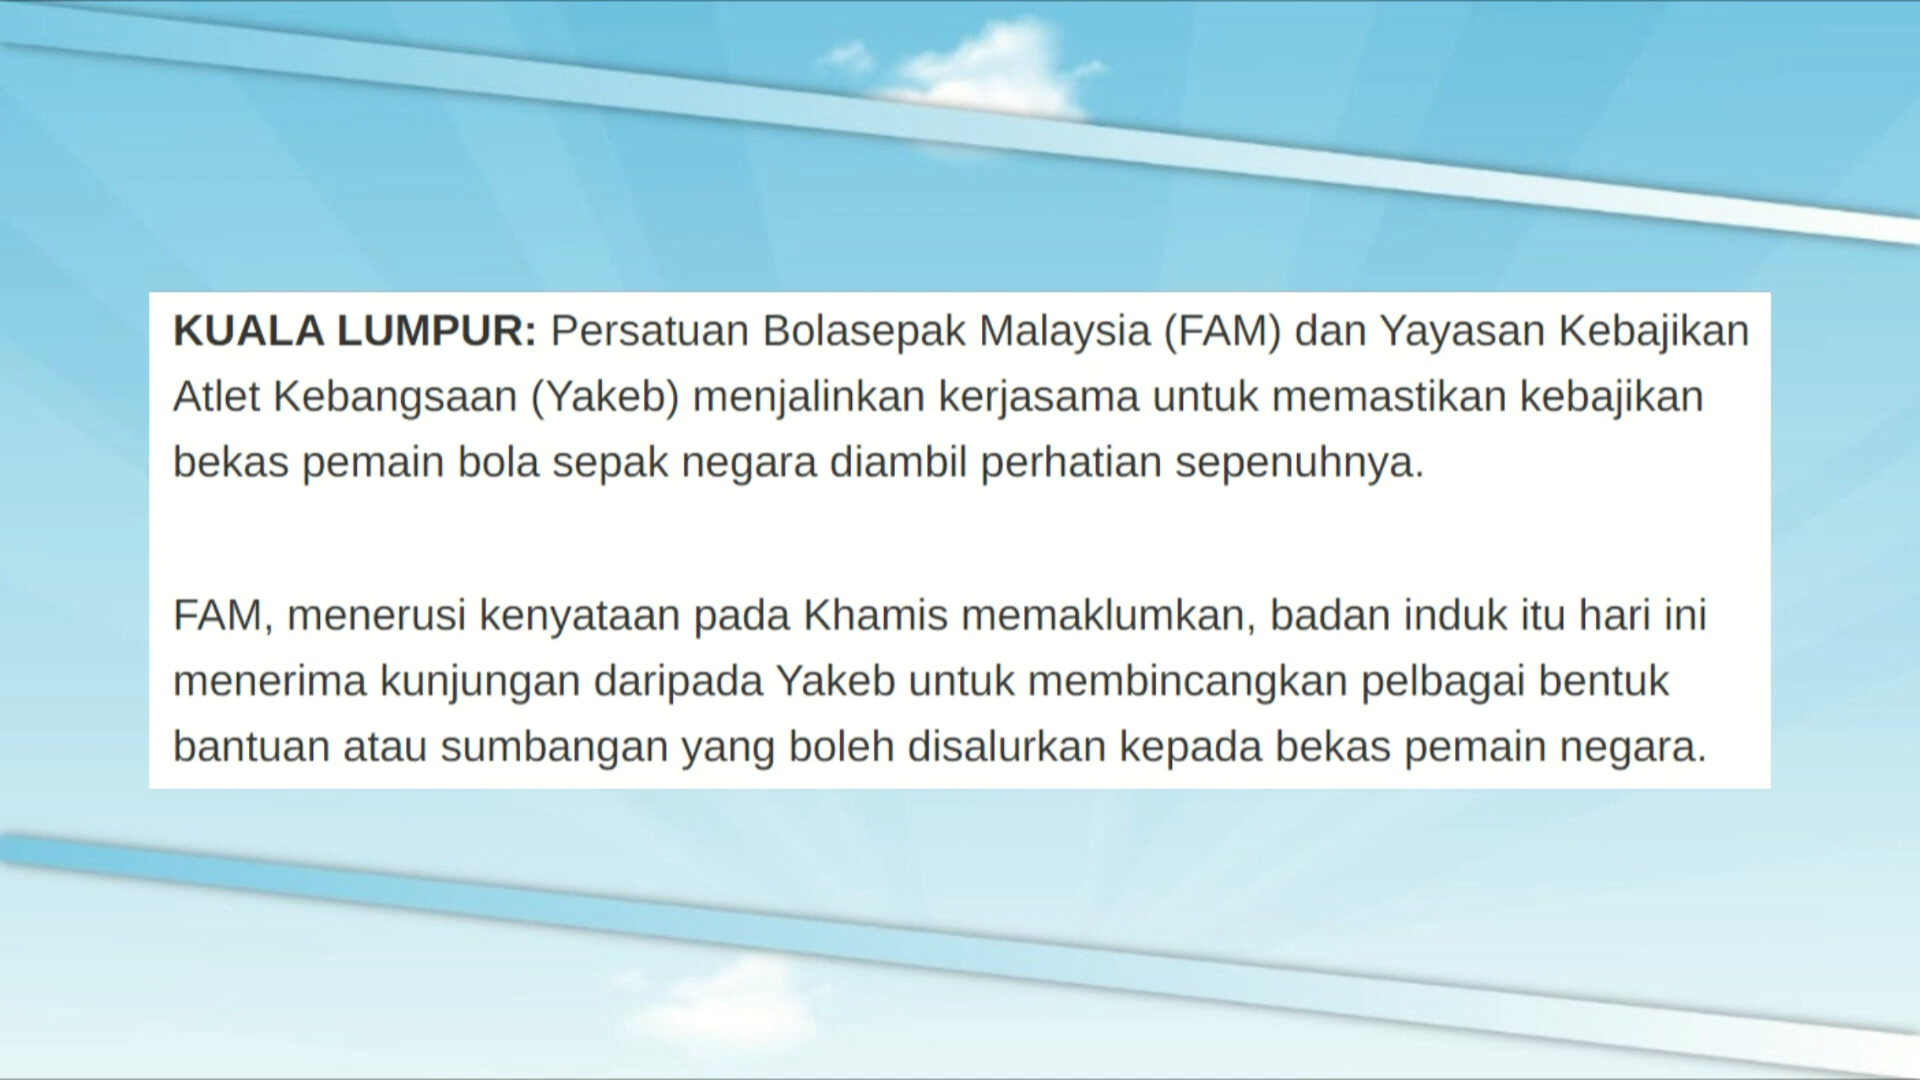 KUALA LUMPUR: Persatuan Bolasepak Malaysia (FAM) dan Yayasan Kebajikan
Atlet Kebangsaan (Yakeb) menjalinkan kerjasama untuk memastikan kebajikan
bekas pemain bola sepak negara diambil perhatian sepenuhnya.
FAM, menerusi kenyataan pada Khamis memaklumkan, badan induk itu hari ini
menerima kunjungan daripada Yakeb untuk membincangkan pelbagai bentuk
bantuan atau sumbangan yang boleh disalurkan kepada bekas pemain negara.